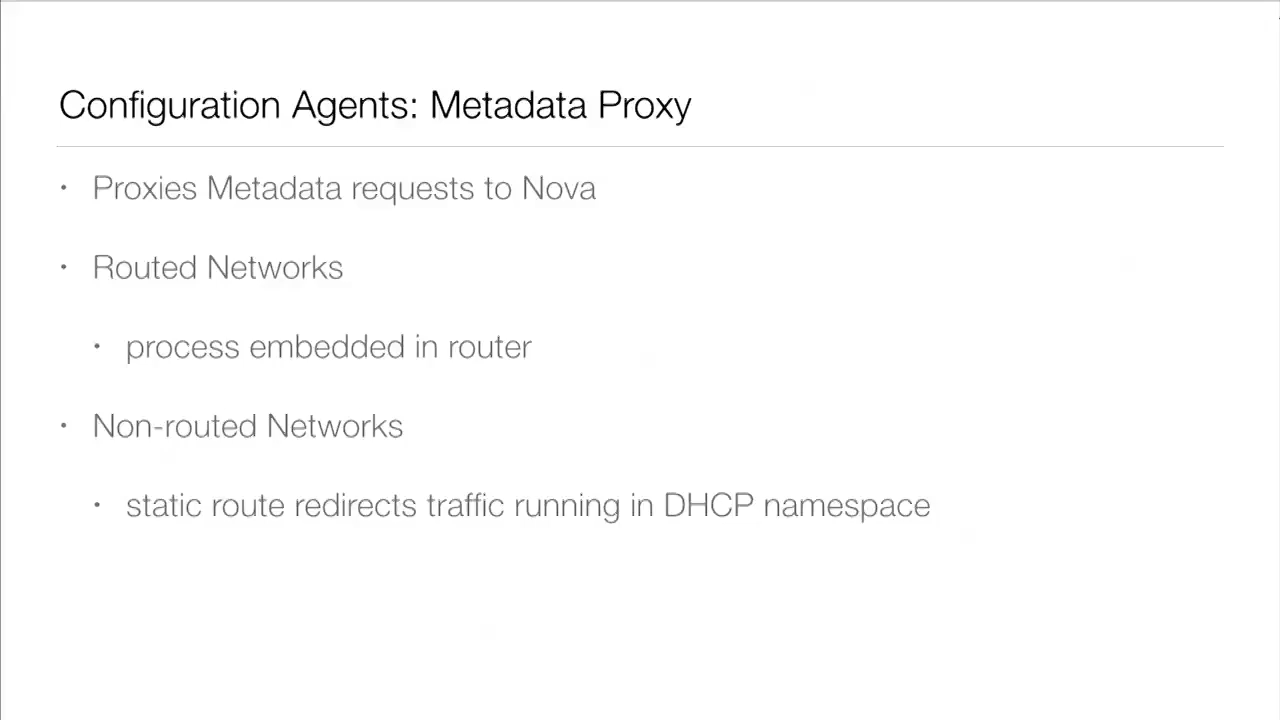 Configuration Agents: Metadata Proxy
• Proxies Metadata requests to Nova
• Routed Networks
• process embedded in router
• Non-routed Networks
• static route redirects traffic running in DHCP namespace